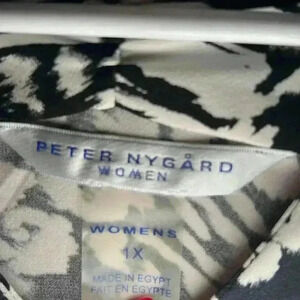 PETER NYGÅRD
WOMEN
WOMENS
1X
MADE IN EGYPT
FAIT EN EGYPTE